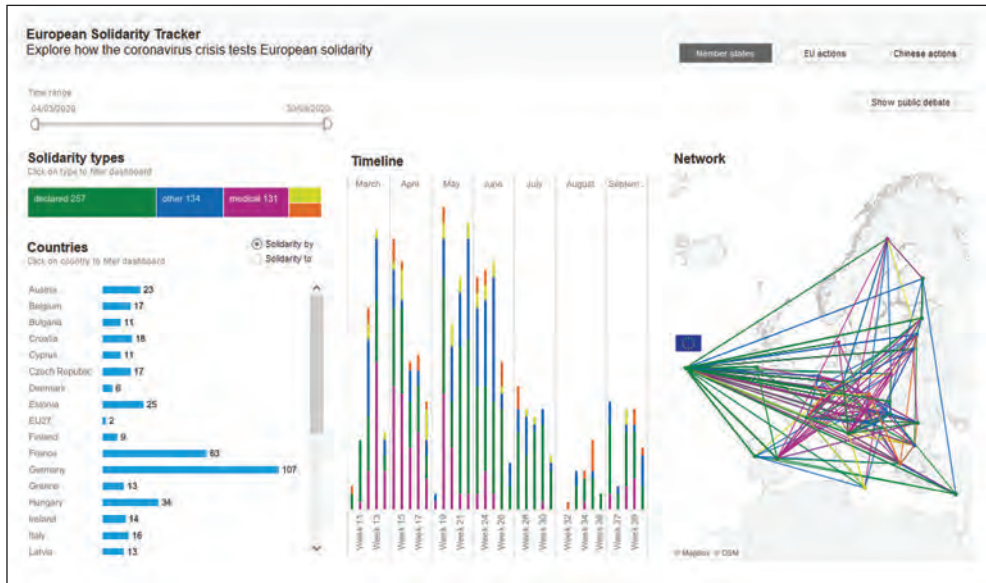 European Solidarity Tracker
Explore how the coronavirus crisis tests European solidarity
Member states
EU actions
Chinese actions
Time range
04/03/2020
30/09/2020
Show public debate
Solidarity types
Click on type to filter dashboard
declared 257
other 134
medical 131
Countries
Click on country to filter dashboard
Solidarity by
Solidarity to
Austria 23
Belgium 17
Bulgaria 11
Croatia 18
Cyprus 11
Czech Republic 17
Denmark 6
Estonia 25
EU27 2
Finland 9
France 63
Germany 107
Greece 13
Hungary 34
Ireland 14
Italy 16
Latvia 13
Timeline
March
April
May
June
July
August
Septem...
Week 11
Week 13
Week 15
Week 17
Week 19
Week 21
Week 24
Week 26
Week 28
Week 30
Week 32
Week 34
Week 36
Week 37
Week 39
Network
© Mapbox © OSM